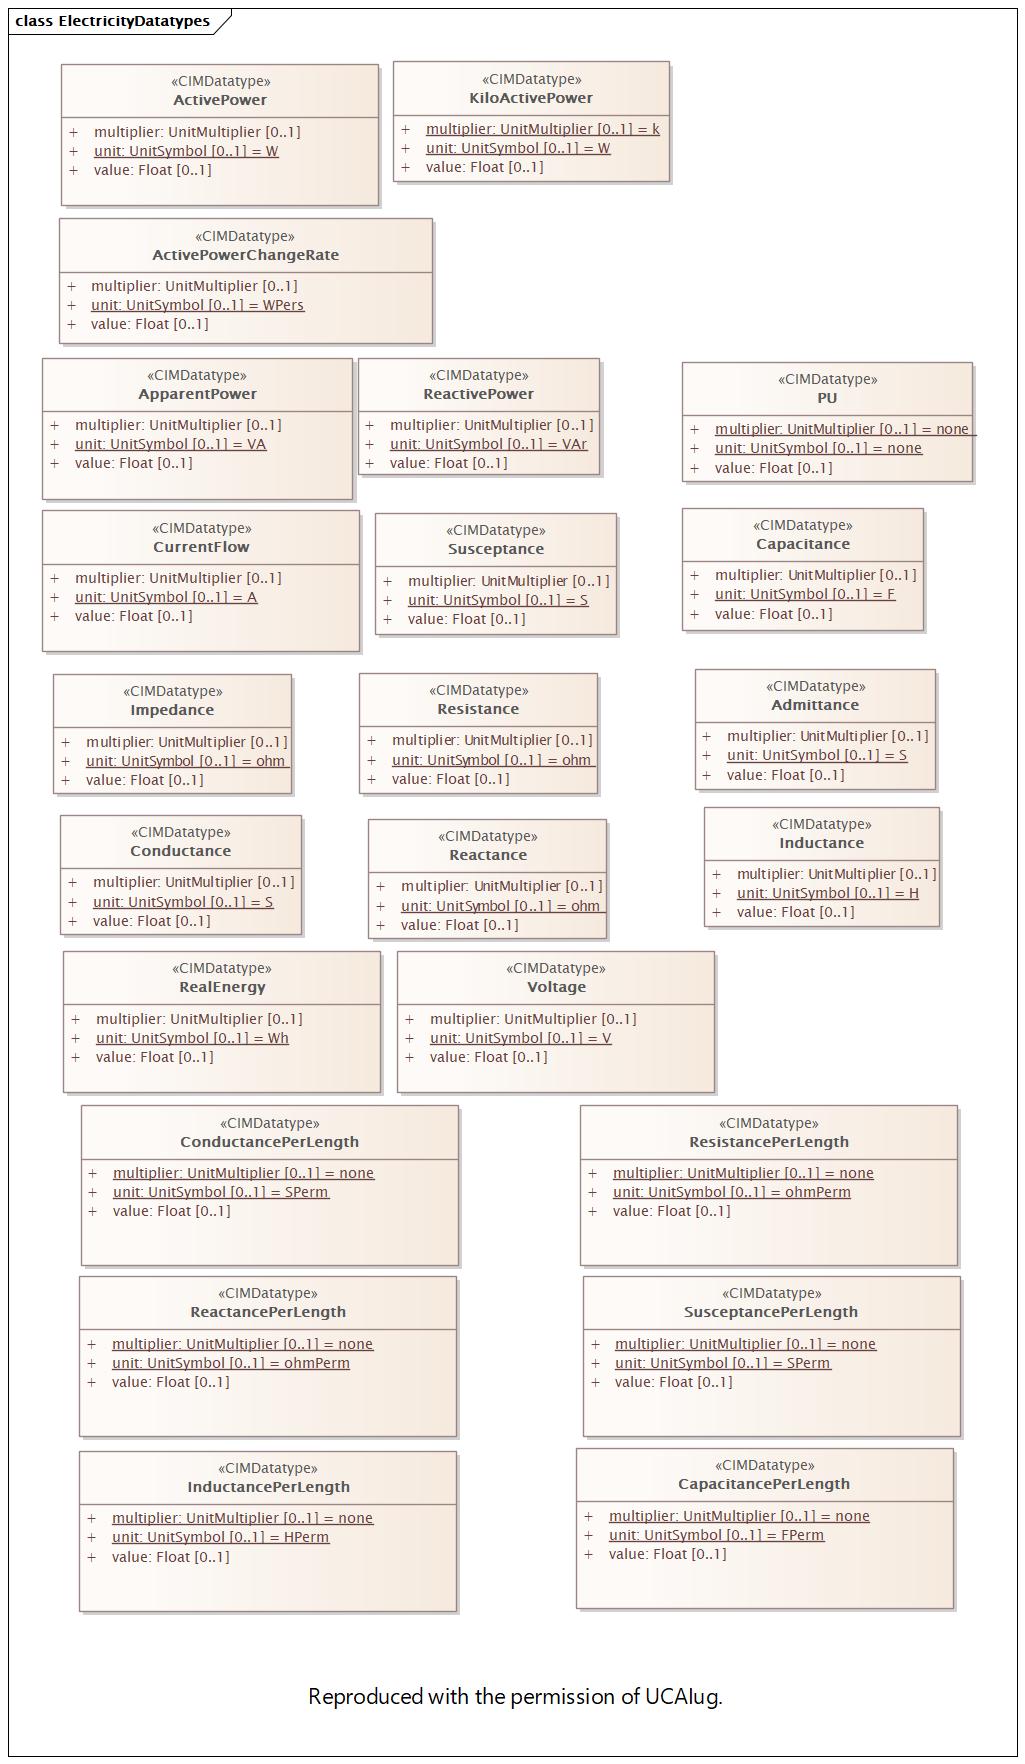 class ElectricityDatatypes
«CIMDatatype»
ActivePower
+ multiplier: UnitMultiplier [0..1]
+ unit: UnitSymbol [0..1] = W
+ value: Float [0..1]
«CIMDatatype»
KiloActivePower
+ multiplier: UnitMultiplier [0..1] = k
+ unit: UnitSymbol [0..1] = W
+ value: Float [0..1]
«CIMDatatype»
ActivePowerChangeRate
+ multiplier: UnitMultiplier [0..1]
+ unit: UnitSymbol [0..1] = WPers
+ value: Float [0..1]
«CIMDatatype»
ApparentPower
+ multiplier: UnitMultiplier [0..1]
+ unit: UnitSymbol [0..1] = VA
+ value: Float [0..1]
«CIMDatatype»
ReactivePower
+ multiplier: UnitMultiplier [0..1]
+ unit: UnitSymbol [0..1] = VAr
+ value: Float [0..1]
«CIMDatatype»
PU
+ multiplier: UnitMultiplier [0..1] = none
+ unit: UnitSymbol [0..1] = none
+ value: Float [0..1]
«CIMDatatype»
CurrentFlow
+ multiplier: UnitMultiplier [0..1]
+ unit: UnitSymbol [0..1] = A
+ value: Float [0..1]
«CIMDatatype»
Susceptance
+ multiplier: UnitMultiplier [0..1]
+ unit: UnitSymbol [0..1] = S
+ value: Float [0..1]
«CIMDatatype»
Capacitance
+ multiplier: UnitMultiplier [0..1]
+ unit: UnitSymbol [0..1] = F
+ value: Float [0..1]
«CIMDatatype»
Impedance
+ multiplier: UnitMultiplier [0..1]
+ unit: UnitSymbol [0..1] = ohm
+ value: Float [0..1]
«CIMDatatype»
Resistance
+ multiplier: UnitMultiplier [0..1]
+ unit: UnitSymbol [0..1] = ohm
+ value: Float [0..1]
«CIMDatatype»
Admittance
+ multiplier: UnitMultiplier [0..1]
+ unit: UnitSymbol [0..1] = S
+ value: Float [0..1]
«CIMDatatype»
Conductance
+ multiplier: UnitMultiplier [0..1]
+ unit: UnitSymbol [0..1] = S
+ value: Float [0..1]
«CIMDatatype»
Reactance
+ multiplier: UnitMultiplier [0..1]
+ unit: UnitSymbol [0..1] = ohm
+ value: Float [0..1]
«CIMDatatype»
Inductance
+ multiplier: UnitMultiplier [0..1]
+ unit: UnitSymbol [0..1] = H
+ value: Float [0..1]
«CIMDatatype»
RealEnergy
+ multiplier: UnitMultiplier [0..1]
+ unit: UnitSymbol [0..1] = Wh
+ value: Float [0..1]
«CIMDatatype»
Voltage
+ multiplier: UnitMultiplier [0..1]
+ unit: UnitSymbol [0..1] = V
+ value: Float [0..1]
«CIMDatatype»
ConductancePerLength
+ multiplier: UnitMultiplier [0..1] = none
+ unit: UnitSymbol [0..1] = SPerm
+ value: Float [0..1]
«CIMDatatype»
ResistancePerLength
+ multiplier: UnitMultiplier [0..1] = none
+ unit: UnitSymbol [0..1] = ohmPerm
+ value: Float [0..1]
«CIMDatatype»
ReactancePerLength
+ multiplier: UnitMultiplier [0..1] = none
+ unit: UnitSymbol [0..1] = ohmPerm
+ value: Float [0..1]
«CIMDatatype»
SusceptancePerLength
+ multiplier: UnitMultiplier [0..1] = none
+ unit: UnitSymbol [0..1] = SPerm
+ value: Float [0..1]
«CIMDatatype»
InductancePerLength
+ multiplier: UnitMultiplier [0..1] = none
+ unit: UnitSymbol [0..1] = HPerm
+ value: Float [0..1]
«CIMDatatype»
CapacitancePerLength
+ multiplier: UnitMultiplier [0..1] = none
+ unit: UnitSymbol [0..1] = FPerm
+ value: Float [0..1]
Reproduced with the permission of UCAIug.